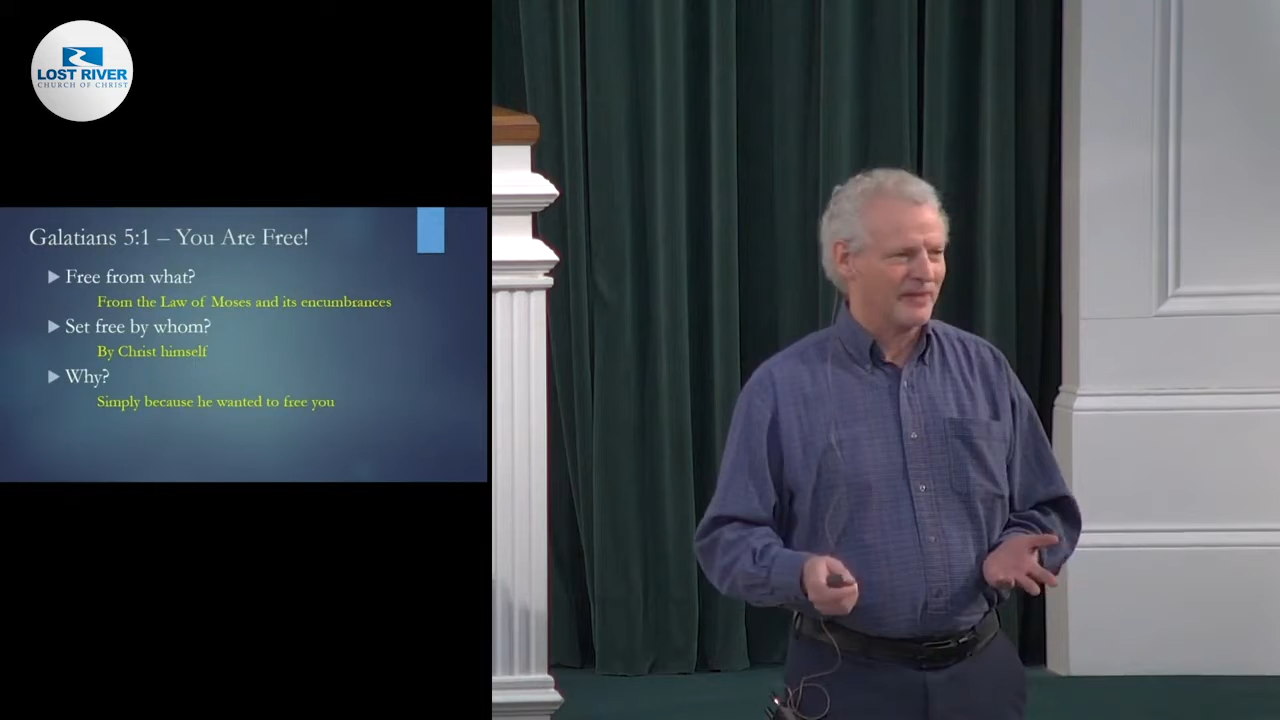 LOST RIVER
CHURCH OF CHRIST
Galatians 5:1 – You Are Free!
Free from what?
From the Law of Moses and its encumbrances
Set free by whom?
By Christ himself
Why?
Simply because he wanted to free you